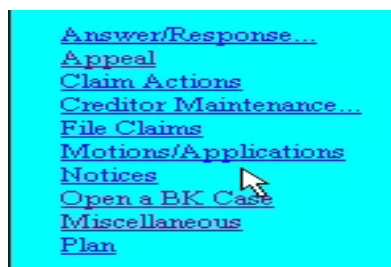 Answer/Response...
Appeal
Claim Actions
Creditor Maintenance...
File Claims
Motions/Applications
Notices
Open a BK Case
Miscellaneous
Plan